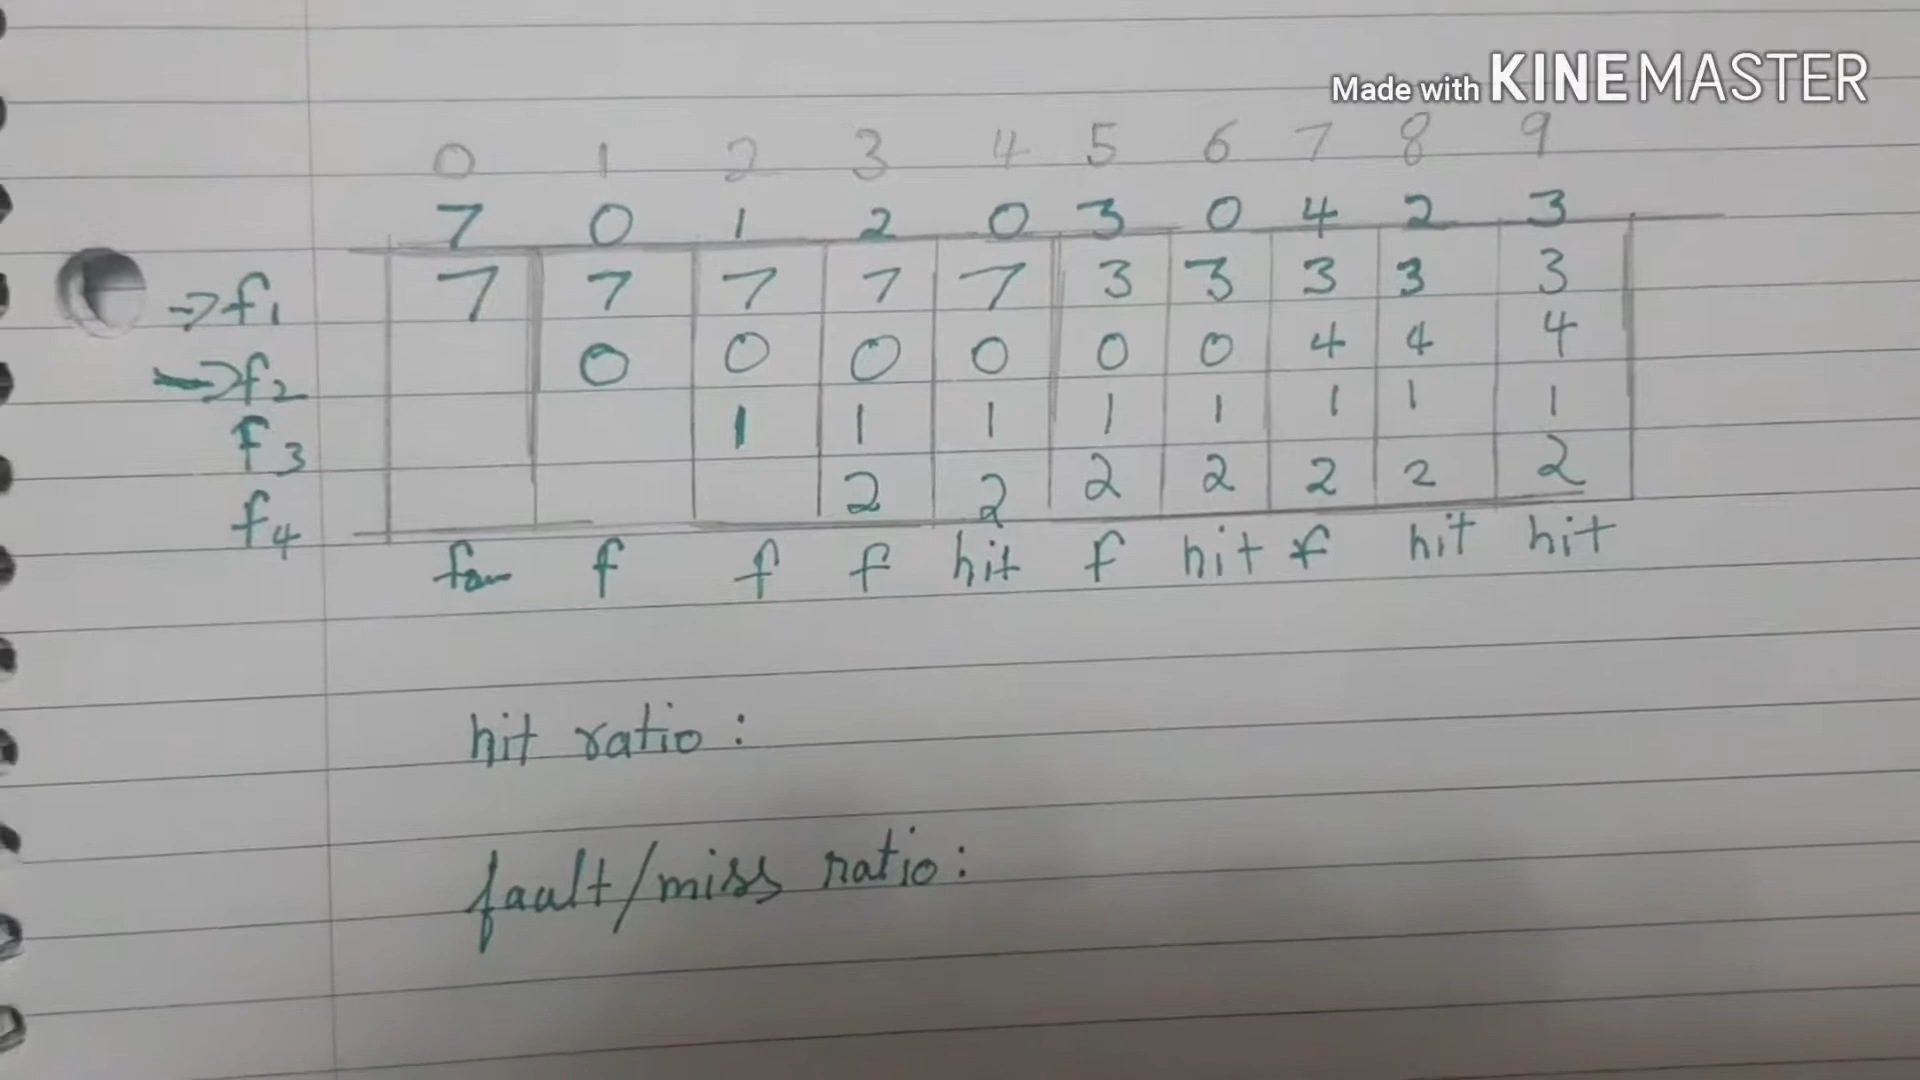 Made with KINEMASTER
0 1 2 3 4 5 6 7 8 9
7 0 1 2 0 3 0 4 2 3
→f1 7 7 7 7 7 3 3 3 3 3
→f2 0 0 0 0 0 0 4 4 4
f3 1 1 1 1 1 1 1 1
f4 2 2 2 2 2 2 2
f f f hit f hit f hit hit
hit ratio :
fault/miss ratio :